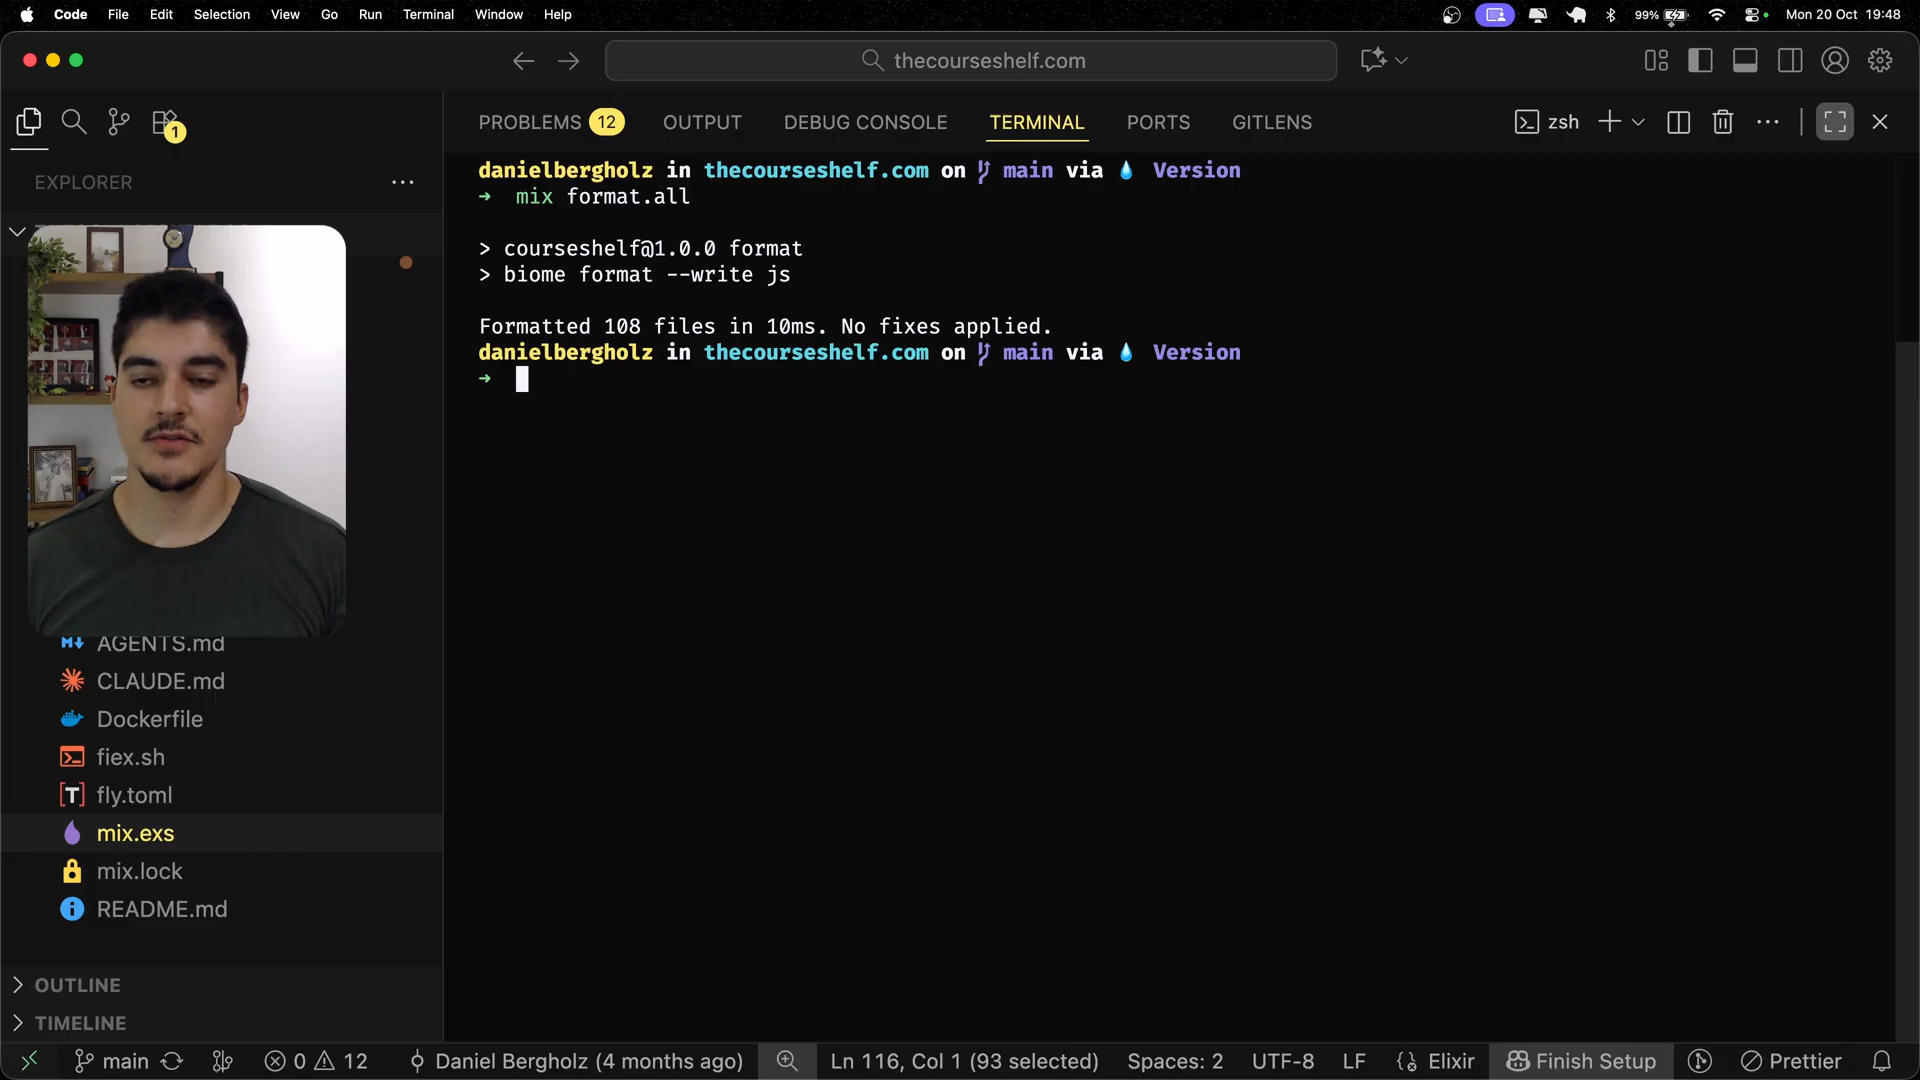 Code File Edit Selection View Go Run Terminal Window Help
99% Mon 20 Oct 19:48
thecourseshelf.com
1
PROBLEMS 12 OUTPUT DEBUG CONSOLE TERMINAL PORTS GITLENS
zsh
EXPLORER
danielbergholz in thecourseshelf.com on main via Version
➜ mix format.all
> courseshelf@1.0.0 format
> biome format --write js
Formatted 108 files in 10ms. No fixes applied.
danielbergholz in thecourseshelf.com on main via Version
➜
AGENTS.md
CLAUDE.md
Dockerfile
fiex.sh
fly.toml
mix.exs
mix.lock
README.md
OUTLINE
TIMELINE
main 0 12 Daniel Bergholz (4 months ago) Ln 116, Col 1 (93 selected) Spaces: 2 UTF-8 LF Elixir Finish Setup Prettier